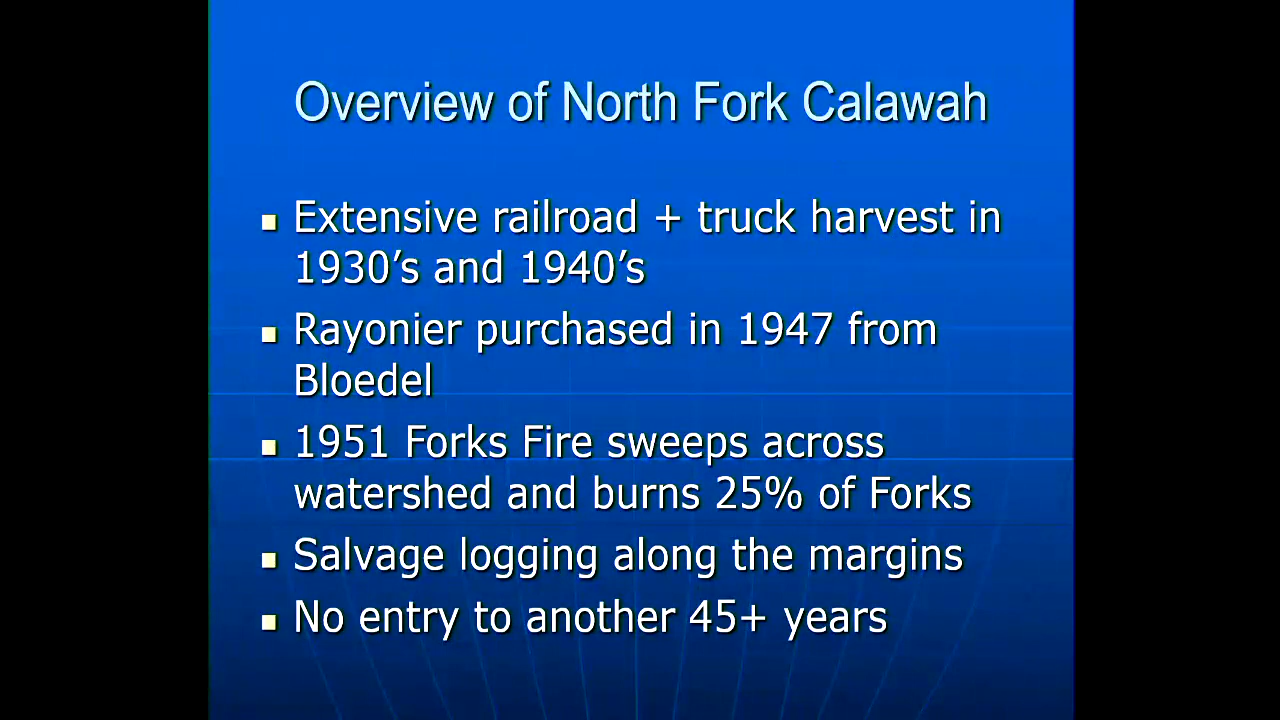 Overview of North Fork Calawah
Extensive railroad + truck harvest in
1930’s and 1940’s
Rayonier purchased in 1947 from
Bloedel
1951 Forks Fire sweeps across
watershed and burns 25% of Forks
Salvage logging along the margins
No entry to another 45+ years